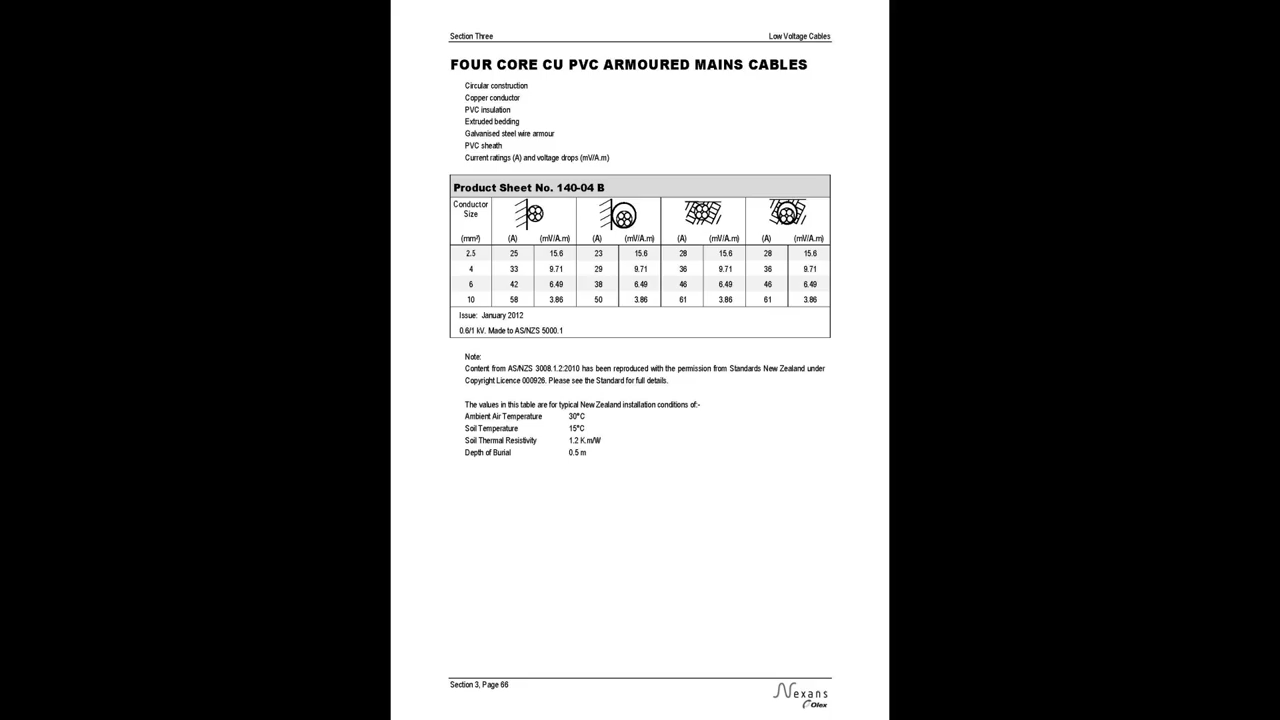 Section Three Low Voltage Cables
FOUR CORE CU PVC ARMOURED MAINS CABLES
Circular construction
Copper conductor
PVC insulation
Extruded bedding
Galvanised steel wire armour
PVC sheath
Current ratings (A) and voltage drops (mV/A.m)
Product Sheet No. 140-04 B
Conductor
Size
(mm²) (A) (mV/A.m) (A) (mV/A.m) (A) (mV/A.m) (A) (mV/A.m)
2.5 25 15.6 23 15.6 28 15.6 28 15.6
4 33 9.71 29 9.71 36 9.71 36 9.71
6 42 6.49 38 6.49 46 6.49 46 6.49
10 58 3.86 50 3.86 61 3.86 61 3.86
Issue: January 2012
0.6/1 kV. Made to AS/NZS 5000.1
Note:
Content from AS/NZS 3008.1.2:2010 has been reproduced with the permission from Standards New Zealand under
Copyright Licence 000926. Please see the Standard for full details.
The values in this table are for typical New Zealand installation conditions of:-
Ambient Air Temperature 30°C
Soil Temperature 15°C
Soil Thermal Resistivity 1.2 K.m/W
Depth of Burial 0.5 m
Section 3, Page 66
Nexans
Olex